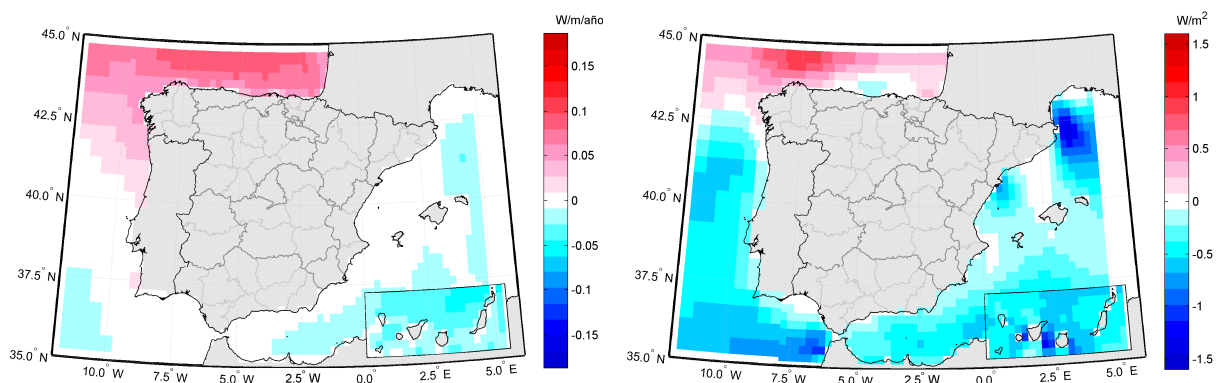 W/m/año
45.0° N
42.5° N
40.0° N
37.5° N
35.0° N
10.0° W
7.5° W
5.0° W
2.5° W
0.0°
2.5° E
5.0° E
0.15
0.1
0.05
0
-0.05
-0.1
-0.15
W/m²
45.0° N
42.5° N
40.0° N
37.5° N
35.0° N
10.0° W
7.5° W
5.0° W
2.5° W
0.0°
2.5° E
5.0° E
1.5
1
0.5
0
-0.5
-1
-1.5